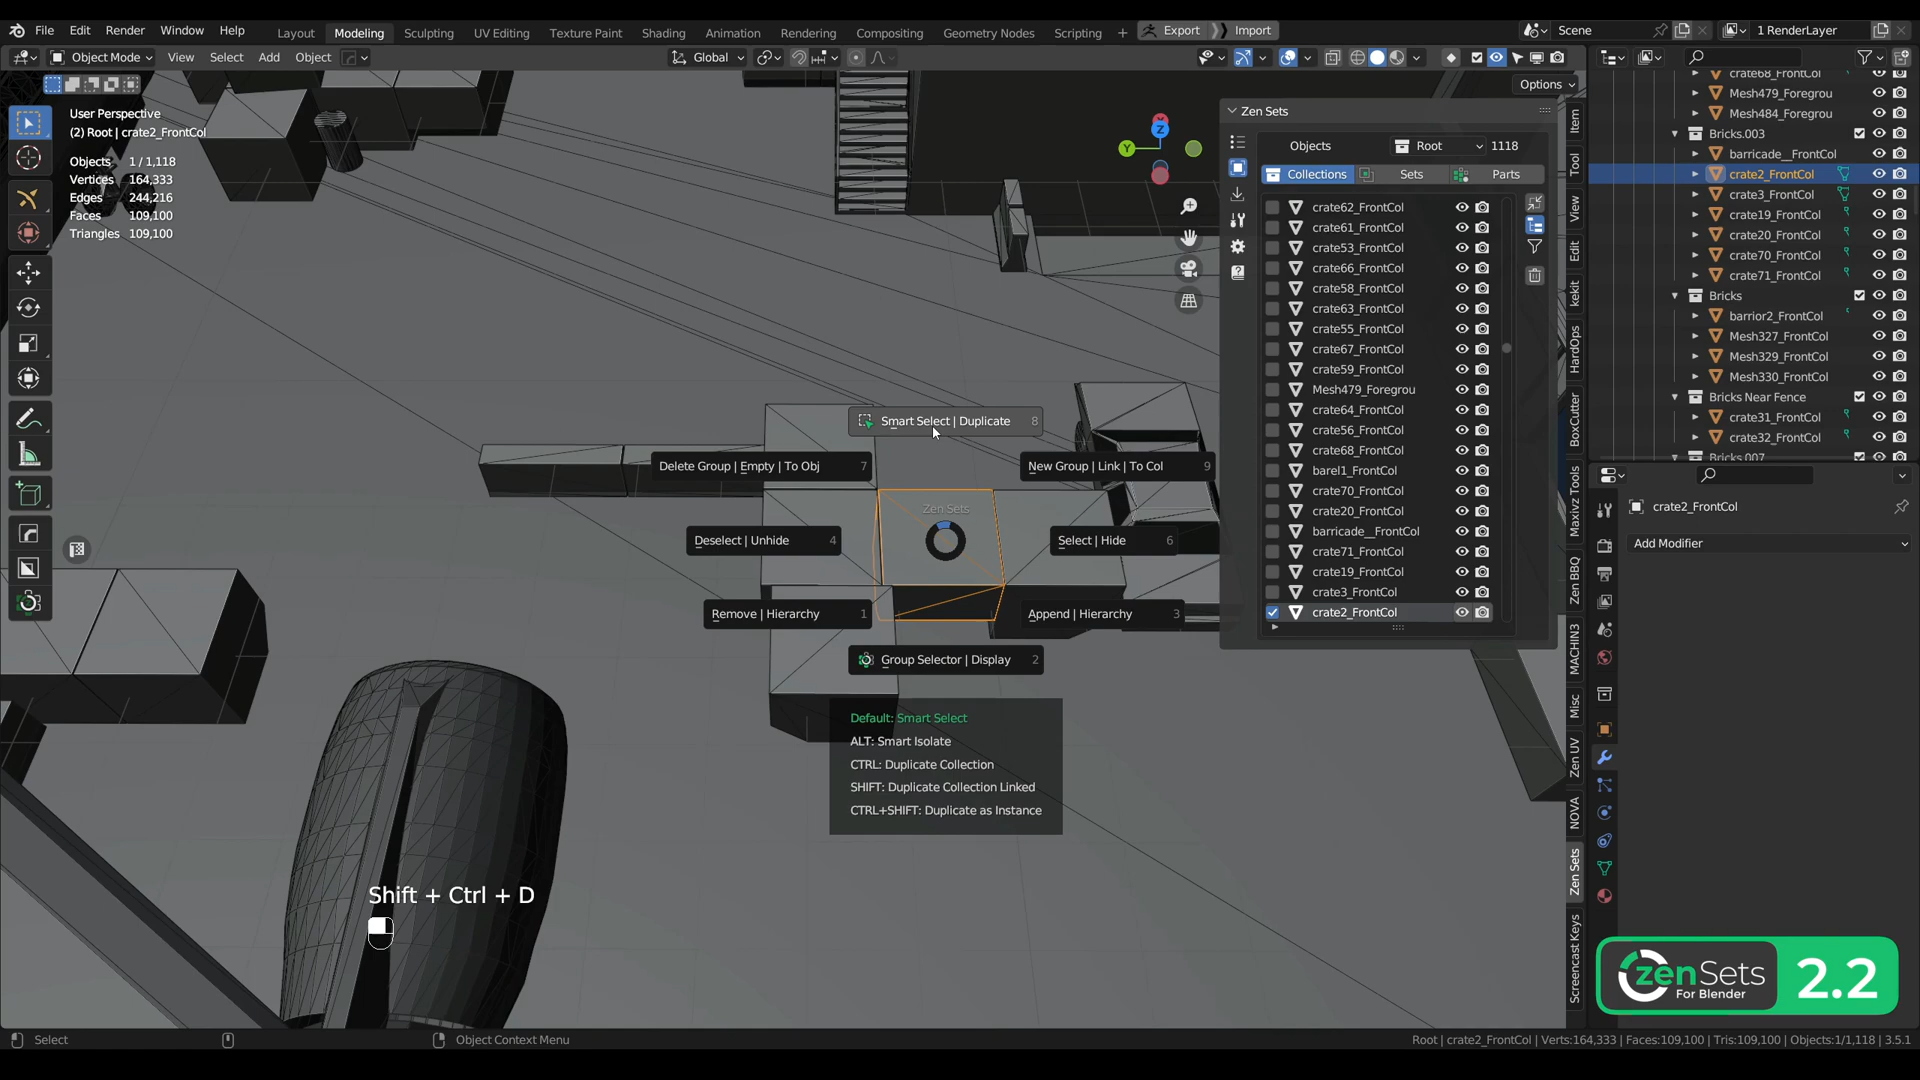 File Edit Render Window Help Layout Modeling Sculpting UV Editing Texture Paint Shading Animation Rendering Compositing Geometry Nodes Scripting + Export Import Scene 1 RenderLayer
Object Mode View Select Add Object Global
Options
User Perspective
(2) Root | crate2_FrontCol
Objects 1 / 1,118
Vertices 164,333
Edges 244,216
Faces 109,100
Triangles 109,100
Z
Y
Smart Select | Duplicate 8
Delete Group | Empty | To Obj 7
New Group | Link | To Col 9
Zen Sets
Deselect | Unhide 4
Select | Hide 6
Remove | Hierarchy 1
Append | Hierarchy 3
Group Selector | Display 2
Default: Smart Select
ALT: Smart Isolate
CTRL: Duplicate Collection
SHIFT: Duplicate Collection Linked
CTRL+SHIFT: Duplicate as Instance
Shift + Ctrl + D
Zen Sets
Objects Root 1118
Collections Sets Parts
crate62_FrontCol
crate61_FrontCol
crate53_FrontCol
crate66_FrontCol
crate58_FrontCol
crate63_FrontCol
crate55_FrontCol
crate67_FrontCol
crate59_FrontCol
Mesh479_Foregrou
crate64_FrontCol
crate56_FrontCol
crate68_FrontCol
barel1_FrontCol
crate70_FrontCol
crate20_FrontCol
barricade__FrontCol
crate71_FrontCol
crate19_FrontCol
crate3_FrontCol
crate2_FrontCol
Item
Tool
View
Edit
kekit
HardOps
BoxCutter
Maxivz Tools
Zen BBQ
MACHIN3
Misc
Zen UV
NOVA
Zen Sets
Screencast Keys
crate68_FrontCol
Mesh479_Foregrou
Mesh484_Foregrou
Bricks.003
barricade__FrontCol
crate2_FrontCol
crate3_FrontCol
crate19_FrontCol
crate20_FrontCol
crate70_FrontCol
crate71_FrontCol
Bricks
barrior2_FrontCol
Mesh327_FrontCol
Mesh329_FrontCol
Mesh330_FrontCol
Bricks Near Fence
crate31_FrontCol
crate32_FrontCol
Bricks.007
crate2_FrontCol
Add Modifier
zenSets
For Blender
2.2
Select
Object Context Menu
Root | crate2_FrontCol | Verts:164,333 | Faces:109,100 | Tris:109,100 | Objects:1/1,118 | 3.5.1